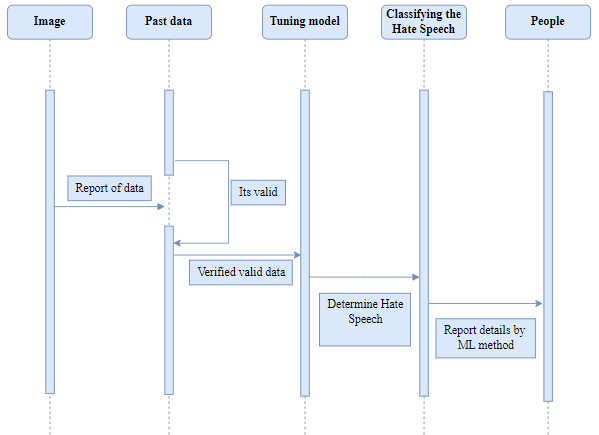 Image
Past data
Tuning model
Classifying the
Hate Speech
People
Report of data
Its valid
Verified valid data
Determine Hate
Speech
Report details by
ML method